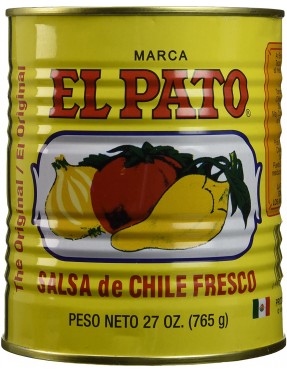 MARCA
EL PATO®
The Original / El Original
SALSA de CHILE FRESCO
PESO NETO 27 OZ. (765 g)